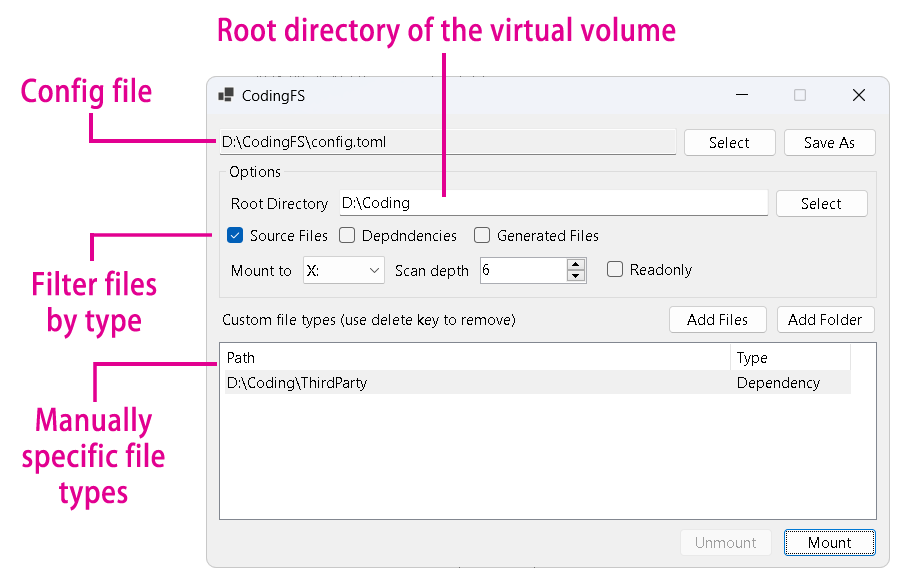 Root directory of the virtual volume
Config file
CodingFS
D:\CodingFS\config.toml
Select
Save As
Options
Root Directory
D:\Coding
Select
Source Files
Depdndencies
Generated Files
Filter files
by type
Mount to
X:
Scan depth
6
Readonly
Custom file types (use delete key to remove)
Add Files
Add Folder
Path
Type
D:\Coding\ThirdParty
Dependency
Manually
specific file
types
Unmount
Mount